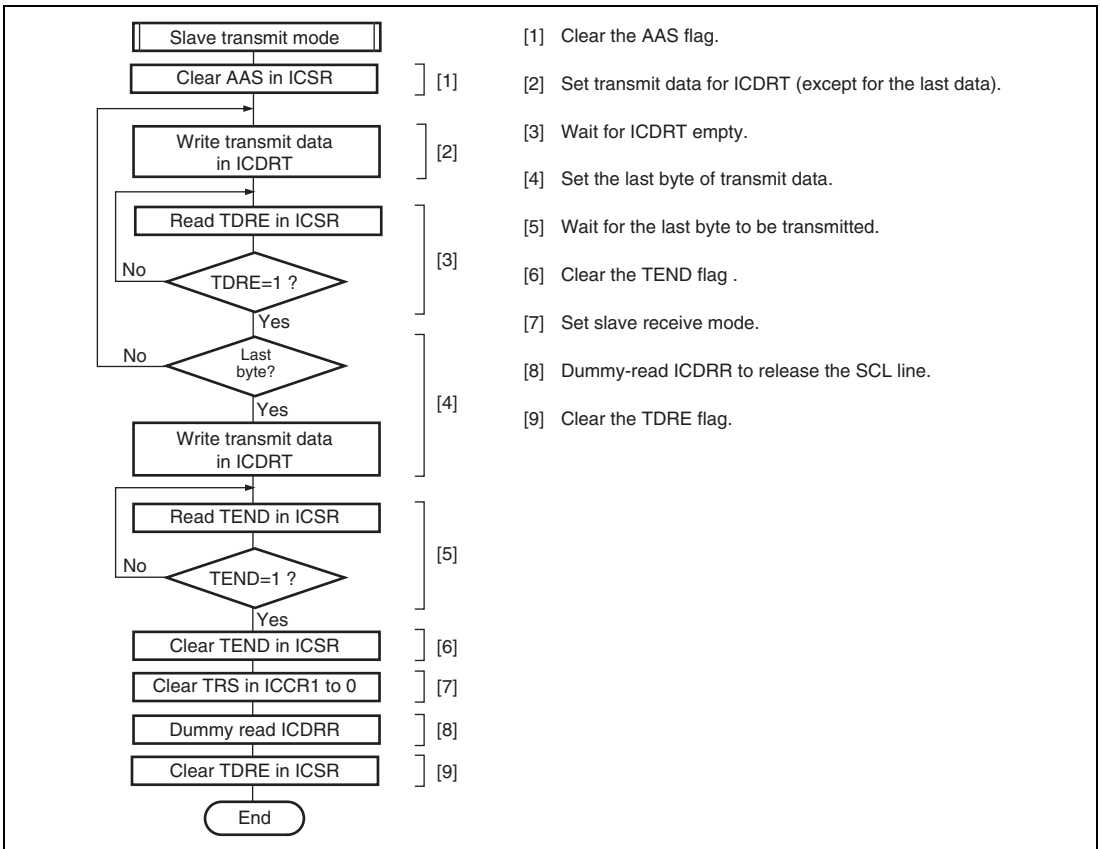 Slave transmit mode
Clear AAS in ICSR
[1]
Write transmit data
in ICDRT
[2]
Read TDRE in ICSR
No
TDRE=1 ?
[3]
Yes
No
Last
byte?
Yes
[4]
Write transmit data
in ICDRT
Read TEND in ICSR
No
TEND=1 ?
[5]
Yes
Clear TEND in ICSR
[6]
Clear TRS in ICCR1 to 0
[7]
Dummy read ICDRR
[8]
Clear TDRE in ICSR
[9]
End
[1] Clear the AAS flag.
[2] Set transmit data for ICDRT (except for the last data).
[3] Wait for ICDRT empty.
[4] Set the last byte of transmit data.
[5] Wait for the last byte to be transmitted.
[6] Clear the TEND flag .
[7] Set slave receive mode.
[8] Dummy-read ICDRR to release the SCL line.
[9] Clear the TDRE flag.